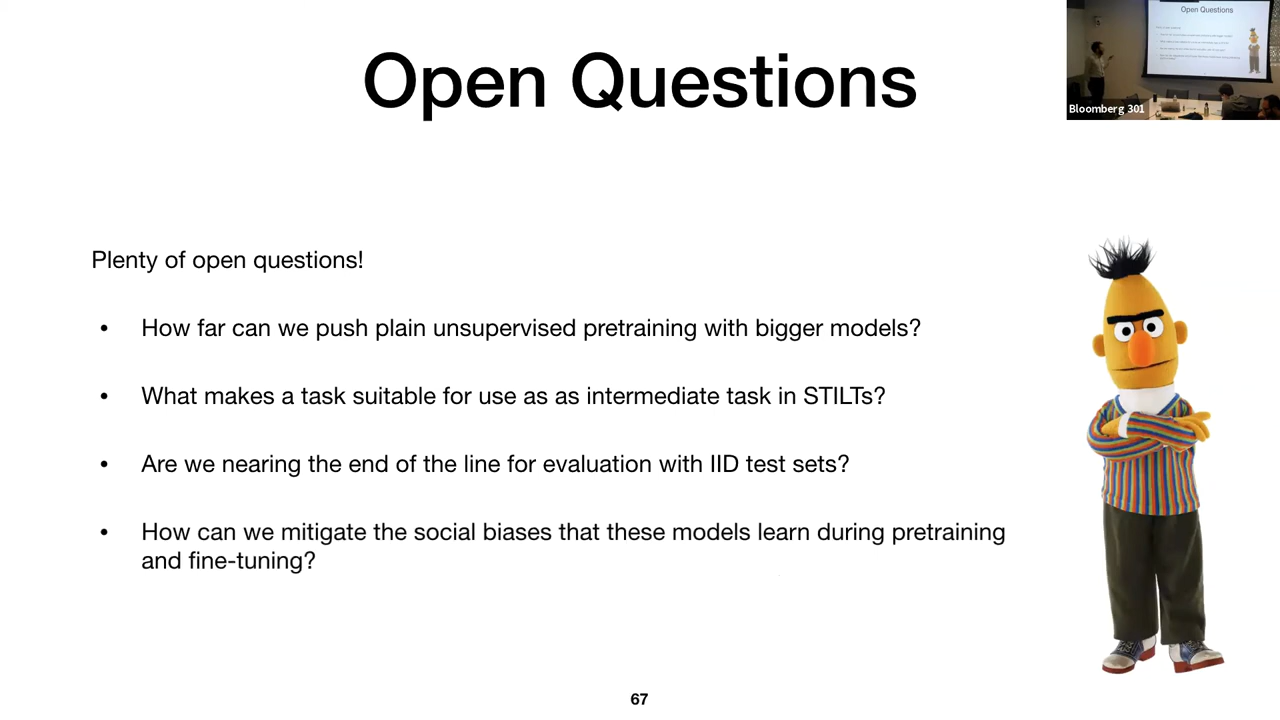 Open Questions
Open Questions
Bloomberg 301
Plenty of open questions!
• How far can we push plain unsupervised pretraining with bigger models?
• What makes a task suitable for use as as intermediate task in STILTs?
• Are we nearing the end of the line for evaluation with IID test sets?
• How can we mitigate the social biases that these models learn during pretraining
and fine-tuning?
67